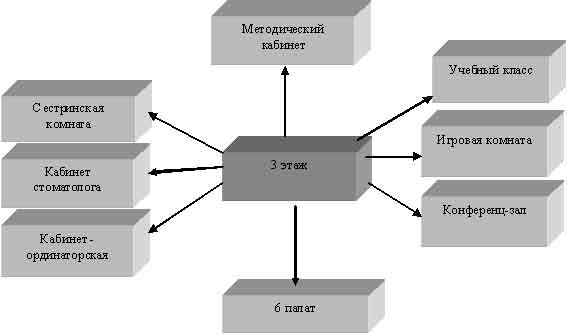 Методический
кабинет
Учебный класс
Сестринская
комната
Игровая комната
3 этаж
Кабинет
стоматолога
Конференц-зал
Кабинет-
ординаторская
6 палат